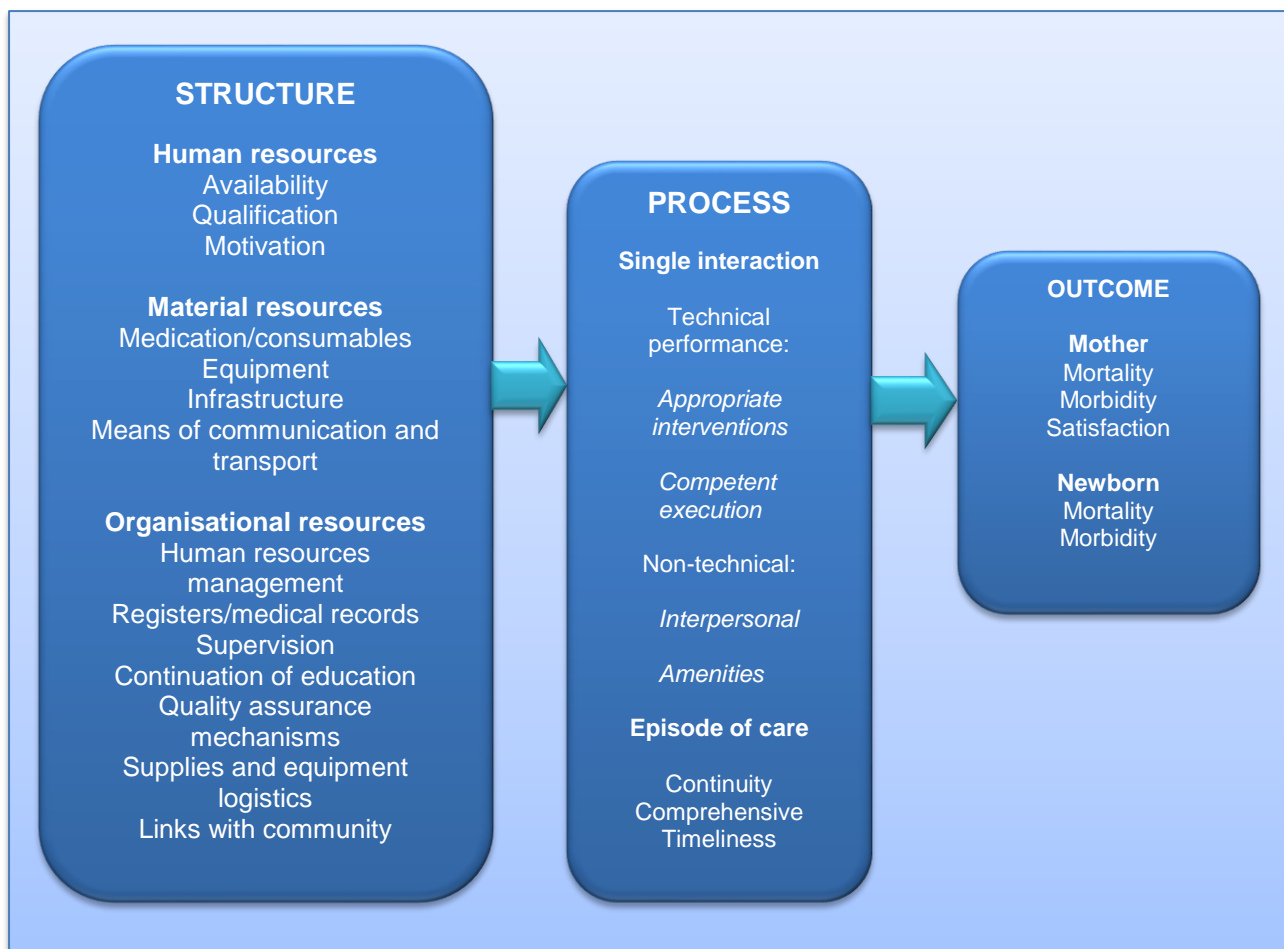 STRUCTURE
Human resources
Availability
Qualification
Motivation
Material resources
Medication/consumables
Equipment
Infrastructure
Means of communication and
transport
Organisational resources
Human resources
management
Registers/medical records
Supervision
Continuation of education
Quality assurance
mechanisms
Supplies and equipment
logistics
Links with community
PROCESS
Single interaction
Technical
performance:
Appropriate
interventions
Competent
execution
Non-technical:
Interpersonal
Amenities
Episode of care
Continuity
Comprehensive
Timeliness
OUTCOME
Mother
Mortality
Morbidity
Satisfaction
Newborn
Mortality
Morbidity